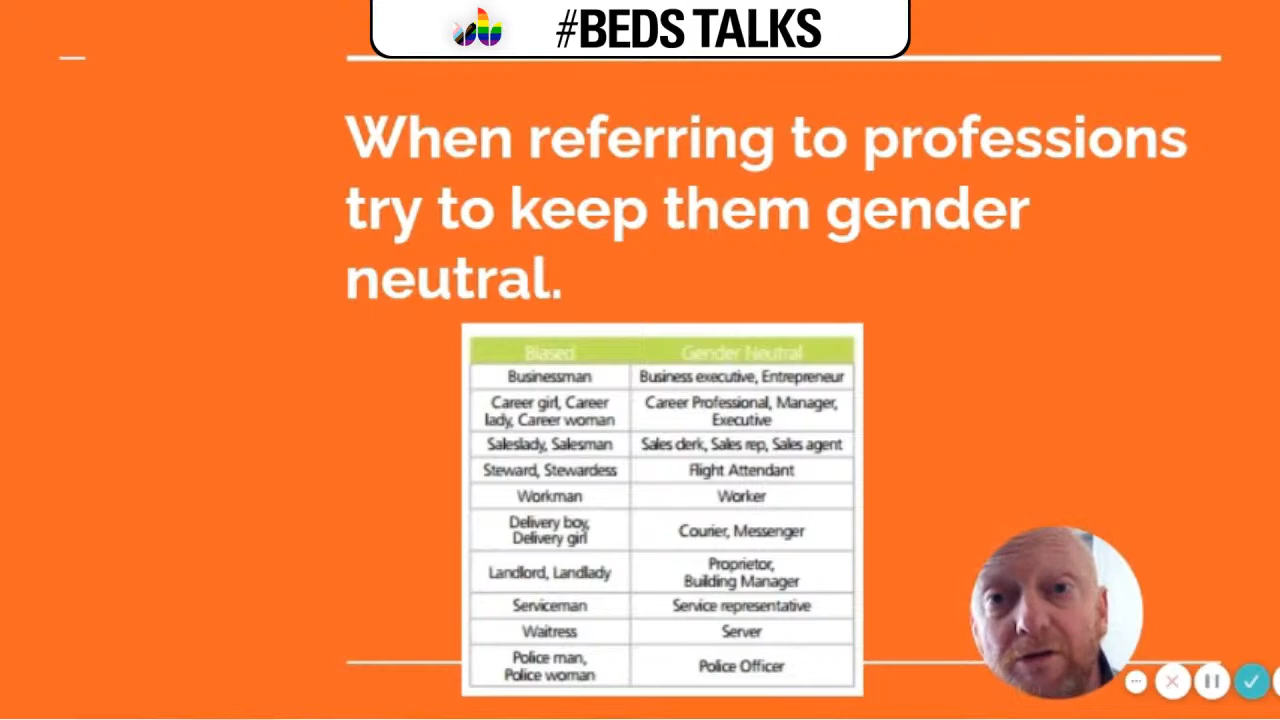 #BEDS TALKS
When referring to professions
try to keep them gender
neutral.
Biased Gender Neutral
Businessman Business executive, Entrepreneur
Career girl, Career Career Professional, Manager,
lady, Career woman Executive
Saleslady, Salesman Sales clerk, Sales rep, Sales agent
Steward, Stewardess Flight Attendant
Workman Worker
Delivery boy, Courier, Messenger
Delivery girl
Landlord, Landlady Proprietor,
Building Manager
Serviceman Service representative
Waitress Server
Police man, Police Officer
Police woman